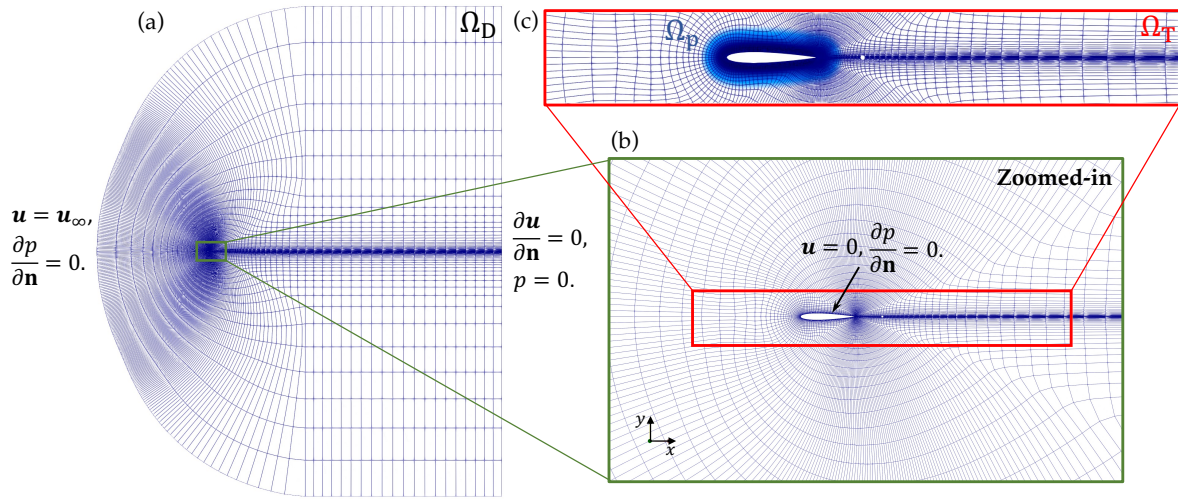 (a)
Ω_D
(c)
Ω_p
Ω_T
(b)
Zoomed-in
𝒖 = 𝒖_∞,
∂p/∂𝐧 = 0.
∂𝒖/∂𝐧 = 0,
p = 0.
𝒖 = 0, ∂p/∂𝐧 = 0.
y
x